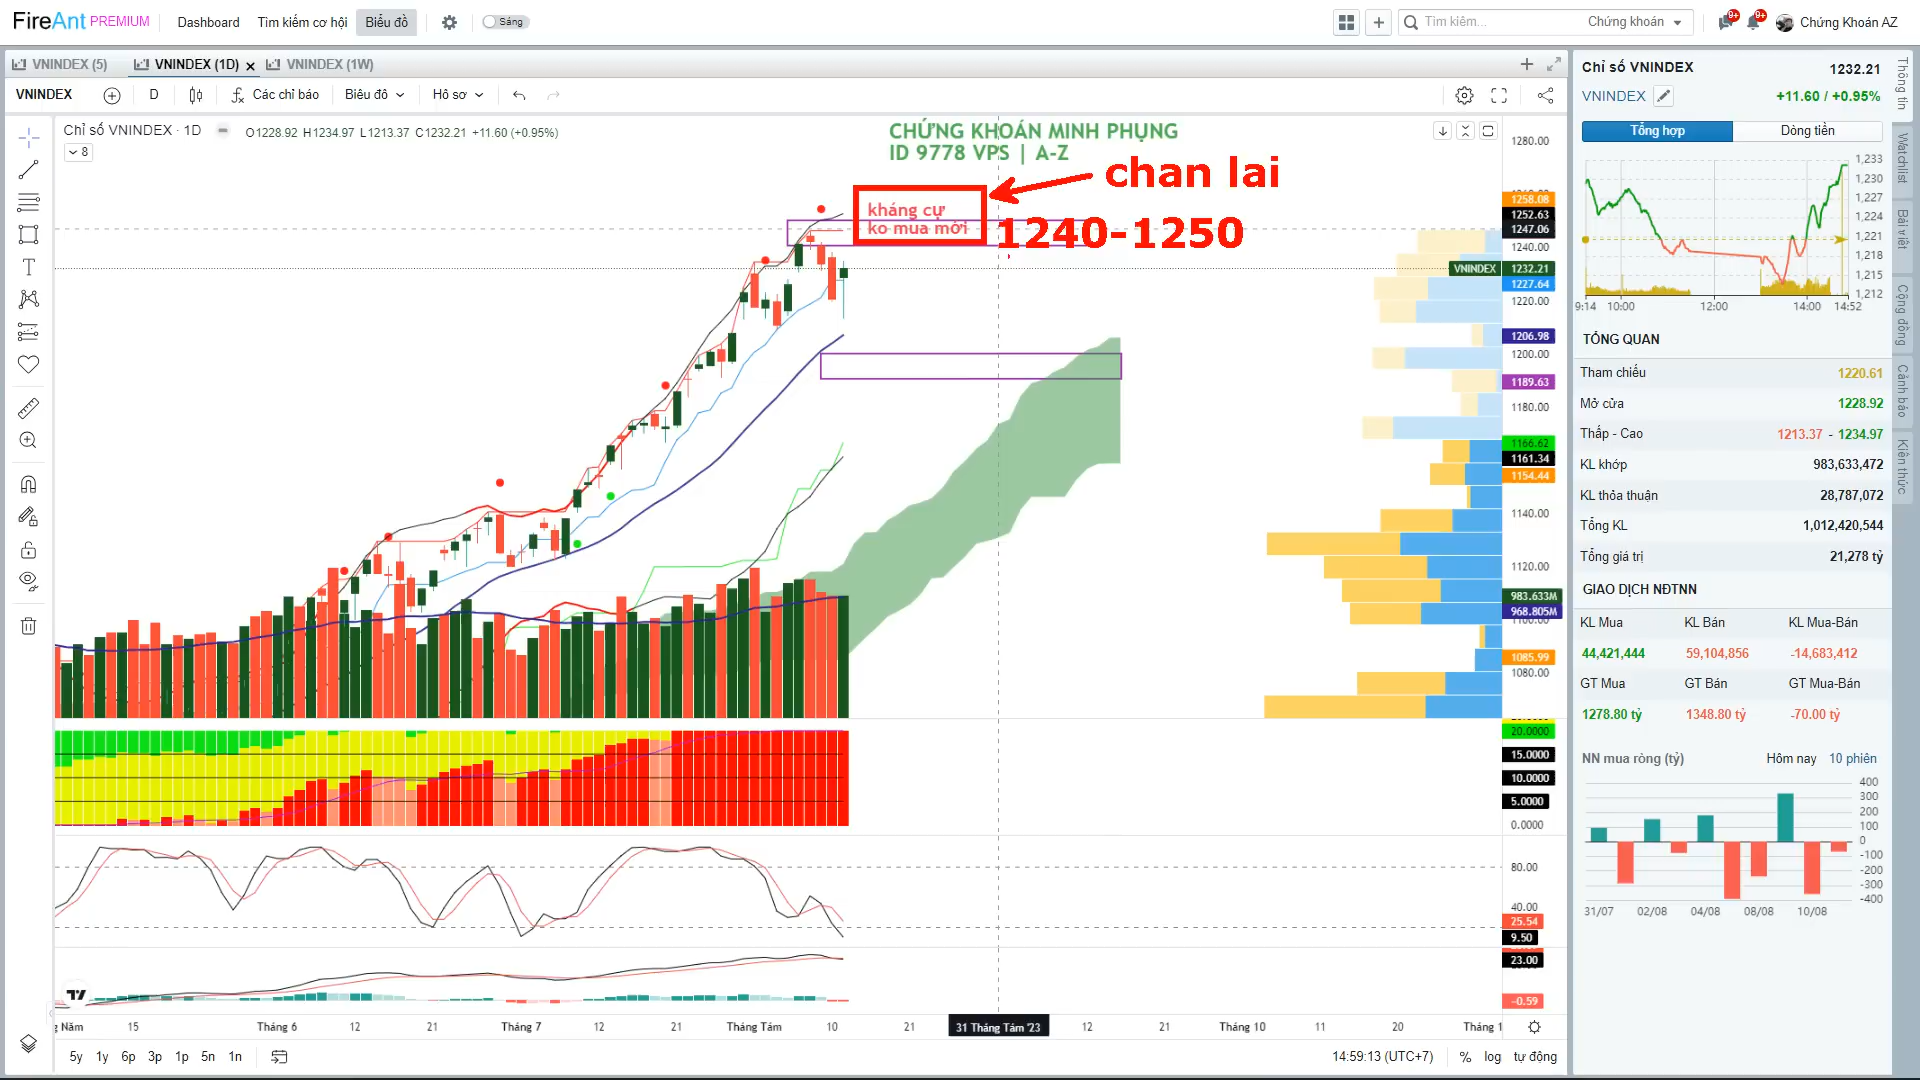 FireAnt PREMIUM Dashboard Tìm kiếm cơ hội Biểu đồ Sáng Tìm kiếm... Chứng khoán 9+ 9+ Chứng Khoán AZ
VNINDEX (5) VNINDEX (1D) VNINDEX (1W)
VNINDEX D Các chỉ báo Biêu đô Hô sơ
Chỉ số VNINDEX · 1D O1228.92 H1234.97 L1213.37 C1232.21 +11.60 (+0.95%)
8
CHỨNG KHOÁN MINH PHỤNG
ID 9778 VPS | A-Z
chan lai
kháng cự
ko mua mới
1240-1250
1280.00
1258.08
1252.63
1247.06
1240.00
VNINDEX 1232.21
1227.64
1220.00
1206.98
1200.00
1189.63
1180.00
1166.62
1161.34
1154.44
1140.00
1120.00
983.633M
968.805M
1100.00
1085.99
1080.00
20.0000
15.0000
10.0000
5.0000
0.0000
80.00
40.00
25.54
9.50
23.00
-0.59
g Năm 15 Tháng 6 12 21 Tháng 7 12 21 Tháng Tám 10 21 31 Tháng Tám '23 12 21 Tháng 10 11 20 Tháng 1
5y 1y 6p 3p 1p 5n 1n 14:59:13 (UTC+7) % log tự động
Chỉ số VNINDEX 1232.21
VNINDEX +11.60 / +0.95%
Tổng hợp Dòng tiền
1,233
1,230
1,227
1,224
1,221
1,218
1,215
1,212
9:14 10:00 12:00 14:00 14:52
TỔNG QUAN
Tham chiếu 1220.61
Mở cửa 1228.92
Thấp - Cao 1213.37 - 1234.97
KL khớp 983,633,472
KL thỏa thuận 28,787,072
Tổng KL 1,012,420,544
Tổng giá trị 21,278 tỷ
GIAO DỊCH NĐTNN
KL Mua KL Bán KL Mua-Bán
44,421,444 59,104,856 -14,683,412
GT Mua GT Bán GT Mua-Bán
1278.80 tỷ 1348.80 tỷ -70.00 tỷ
NN mua ròng (tỷ) Hôm nay 10 phiên
400
300
200
100
0
-100
-200
-300
-400
31/07 02/08 04/08 08/08 10/08
Thông tin
Watchlist
Bài viết
Cộng đồng
Cảnh báo
Kiến thức